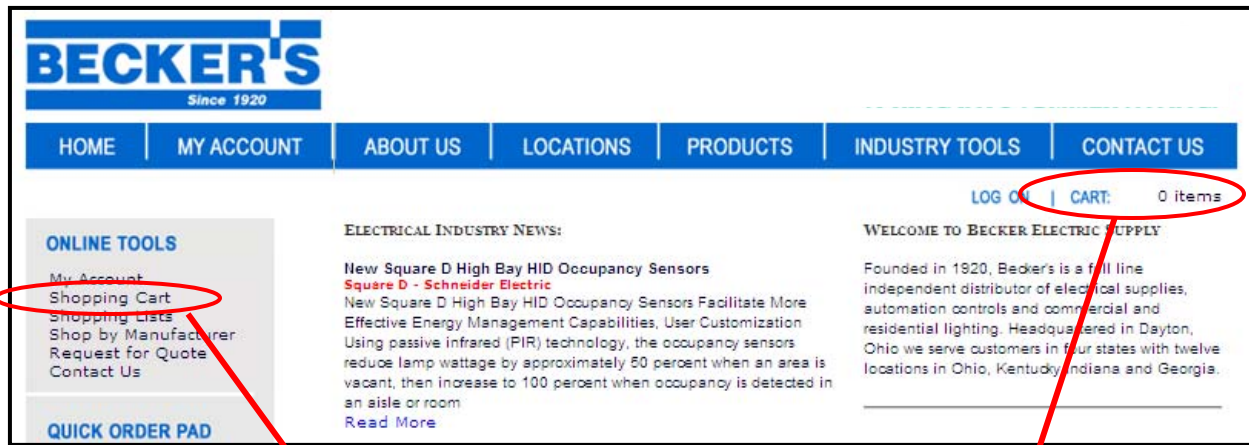 BECKER'S
Since 1920
HOME MY ACCOUNT ABOUT US LOCATIONS PRODUCTS INDUSTRY TOOLS CONTACT US
LOG ON | CART: 0 items
ONLINE TOOLS
My Account
Shopping Cart
Shopping Lists
Shop by Manufacturer
Request for Quote
Contact Us
QUICK ORDER PAD
ELECTRICAL INDUSTRY NEWS:
New Square D High Bay HID Occupancy Sensors
Square D - Schneider Electric
New Square D High Bay HID Occupancy Sensors Facilitate More
Effective Energy Management Capabilities, User Customization
Using passive infrared (PIR) technology, the occupancy sensors
reduce lamp wattage by approximately 50 percent when an area is
vacant, then increase to 100 percent when occupancy is detected in
an aisle or room
Read More
WELCOME TO BECKER ELECTRIC SUPPLY
Founded in 1920, Becker's is a full line
independent distributor of electrical supplies,
automation controls and commercial and
residential lighting. Headquartered in Dayton,
Ohio we serve customers in four states with twelve
locations in Ohio, Kentucky, Indiana and Georgia.